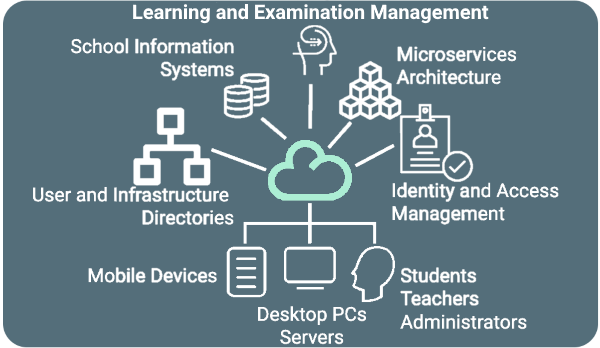 Learning and Examination Management
School Information
Systems
Microservices
Architecture
User and Infrastructure
Directories
Identity and Access
Management
Mobile Devices
Desktop PCs
Servers
Students
Teachers
Administrators